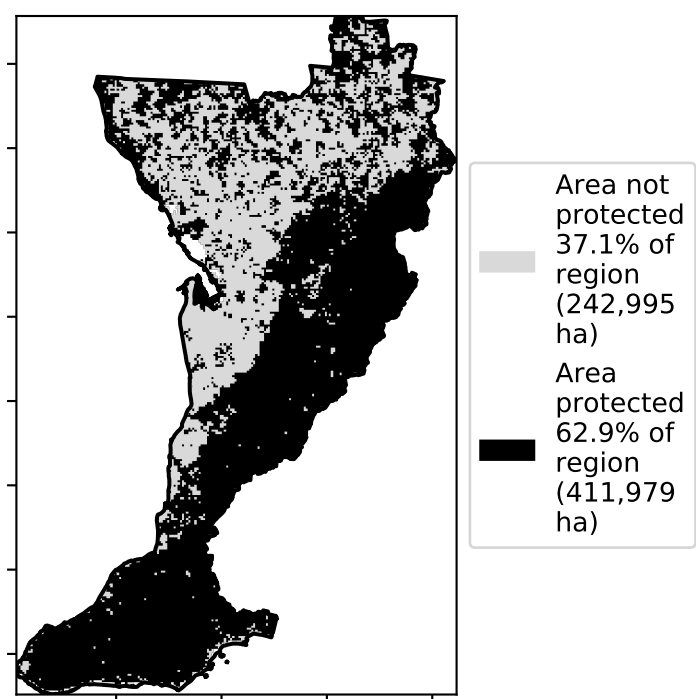 Area not
protected
37.1% of
region
(242,995
ha)
Area
protected
62.9% of
region
(411,979
ha)